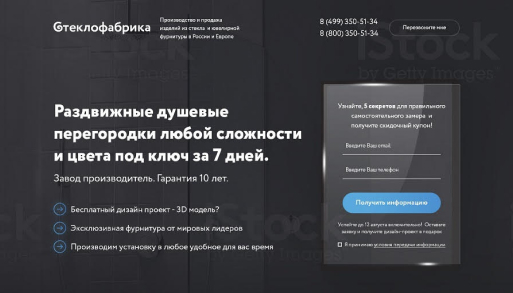 Стеклофабрика
Производство и продажа
изделий из стекла и ювелирной
фурнитуры в России и Европе
8 (499) 350-51-34
8 (800) 350-51-34
Перезвоните мне
iStock
by Getty Images™
Раздвижные душевые
перегородки любой сложности
и цвета под ключ за 7 дней.
Завод производитель. Гарантия 10 лет.
Бесплатный дизайн проект - 3D модель?
Эксклюзивная фурнитура от мировых лидеров
Производим установку в любое удобное для вас время
Узнайте, 5 секретов для правильного
самостоятельного замера и
получите скидочный купон!
Введите Ваш email
Введите Ваш телефон
Получить информацию
Успейте до 12 августа включительно! Оставьте
заявку и получите дизайн-проект в подарок
Я принимаю условия передачи информации
iStock
iStock